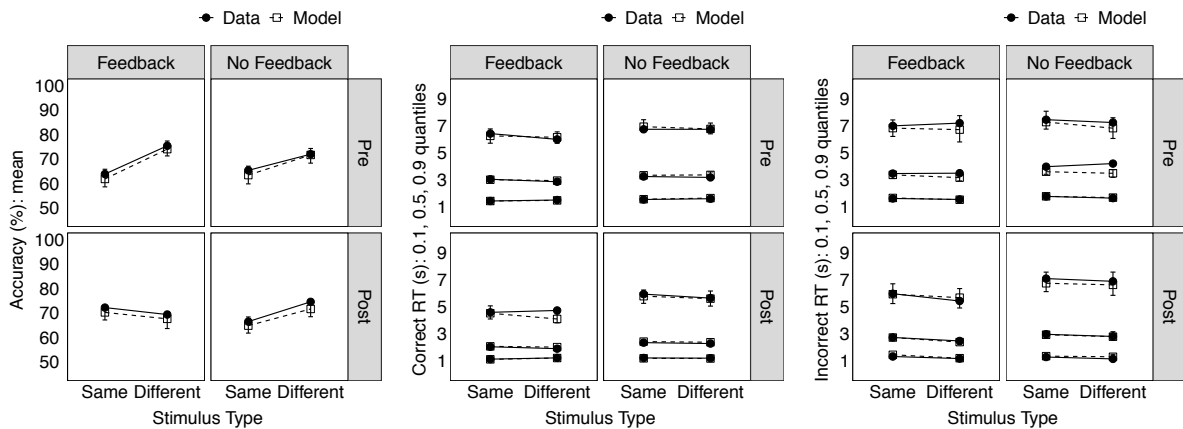 Data Model
Feedback No Feedback
Accuracy (%): mean
100
90
80
70
60
50
Pre
100
90
80
70
60
50
Post
Same Different Same Different
Stimulus Type
Data Model
Feedback No Feedback
Correct RT (s): 0.1, 0.5, 0.9 quantiles
9
7
5
3
1
Pre
9
7
5
3
1
Post
Same Different Same Different
Stimulus Type
Data Model
Feedback No Feedback
Incorrect RT (s): 0.1, 0.5, 0.9 quantiles
9
7
5
3
1
Pre
9
7
5
3
1
Post
Same Different Same Different
Stimulus Type